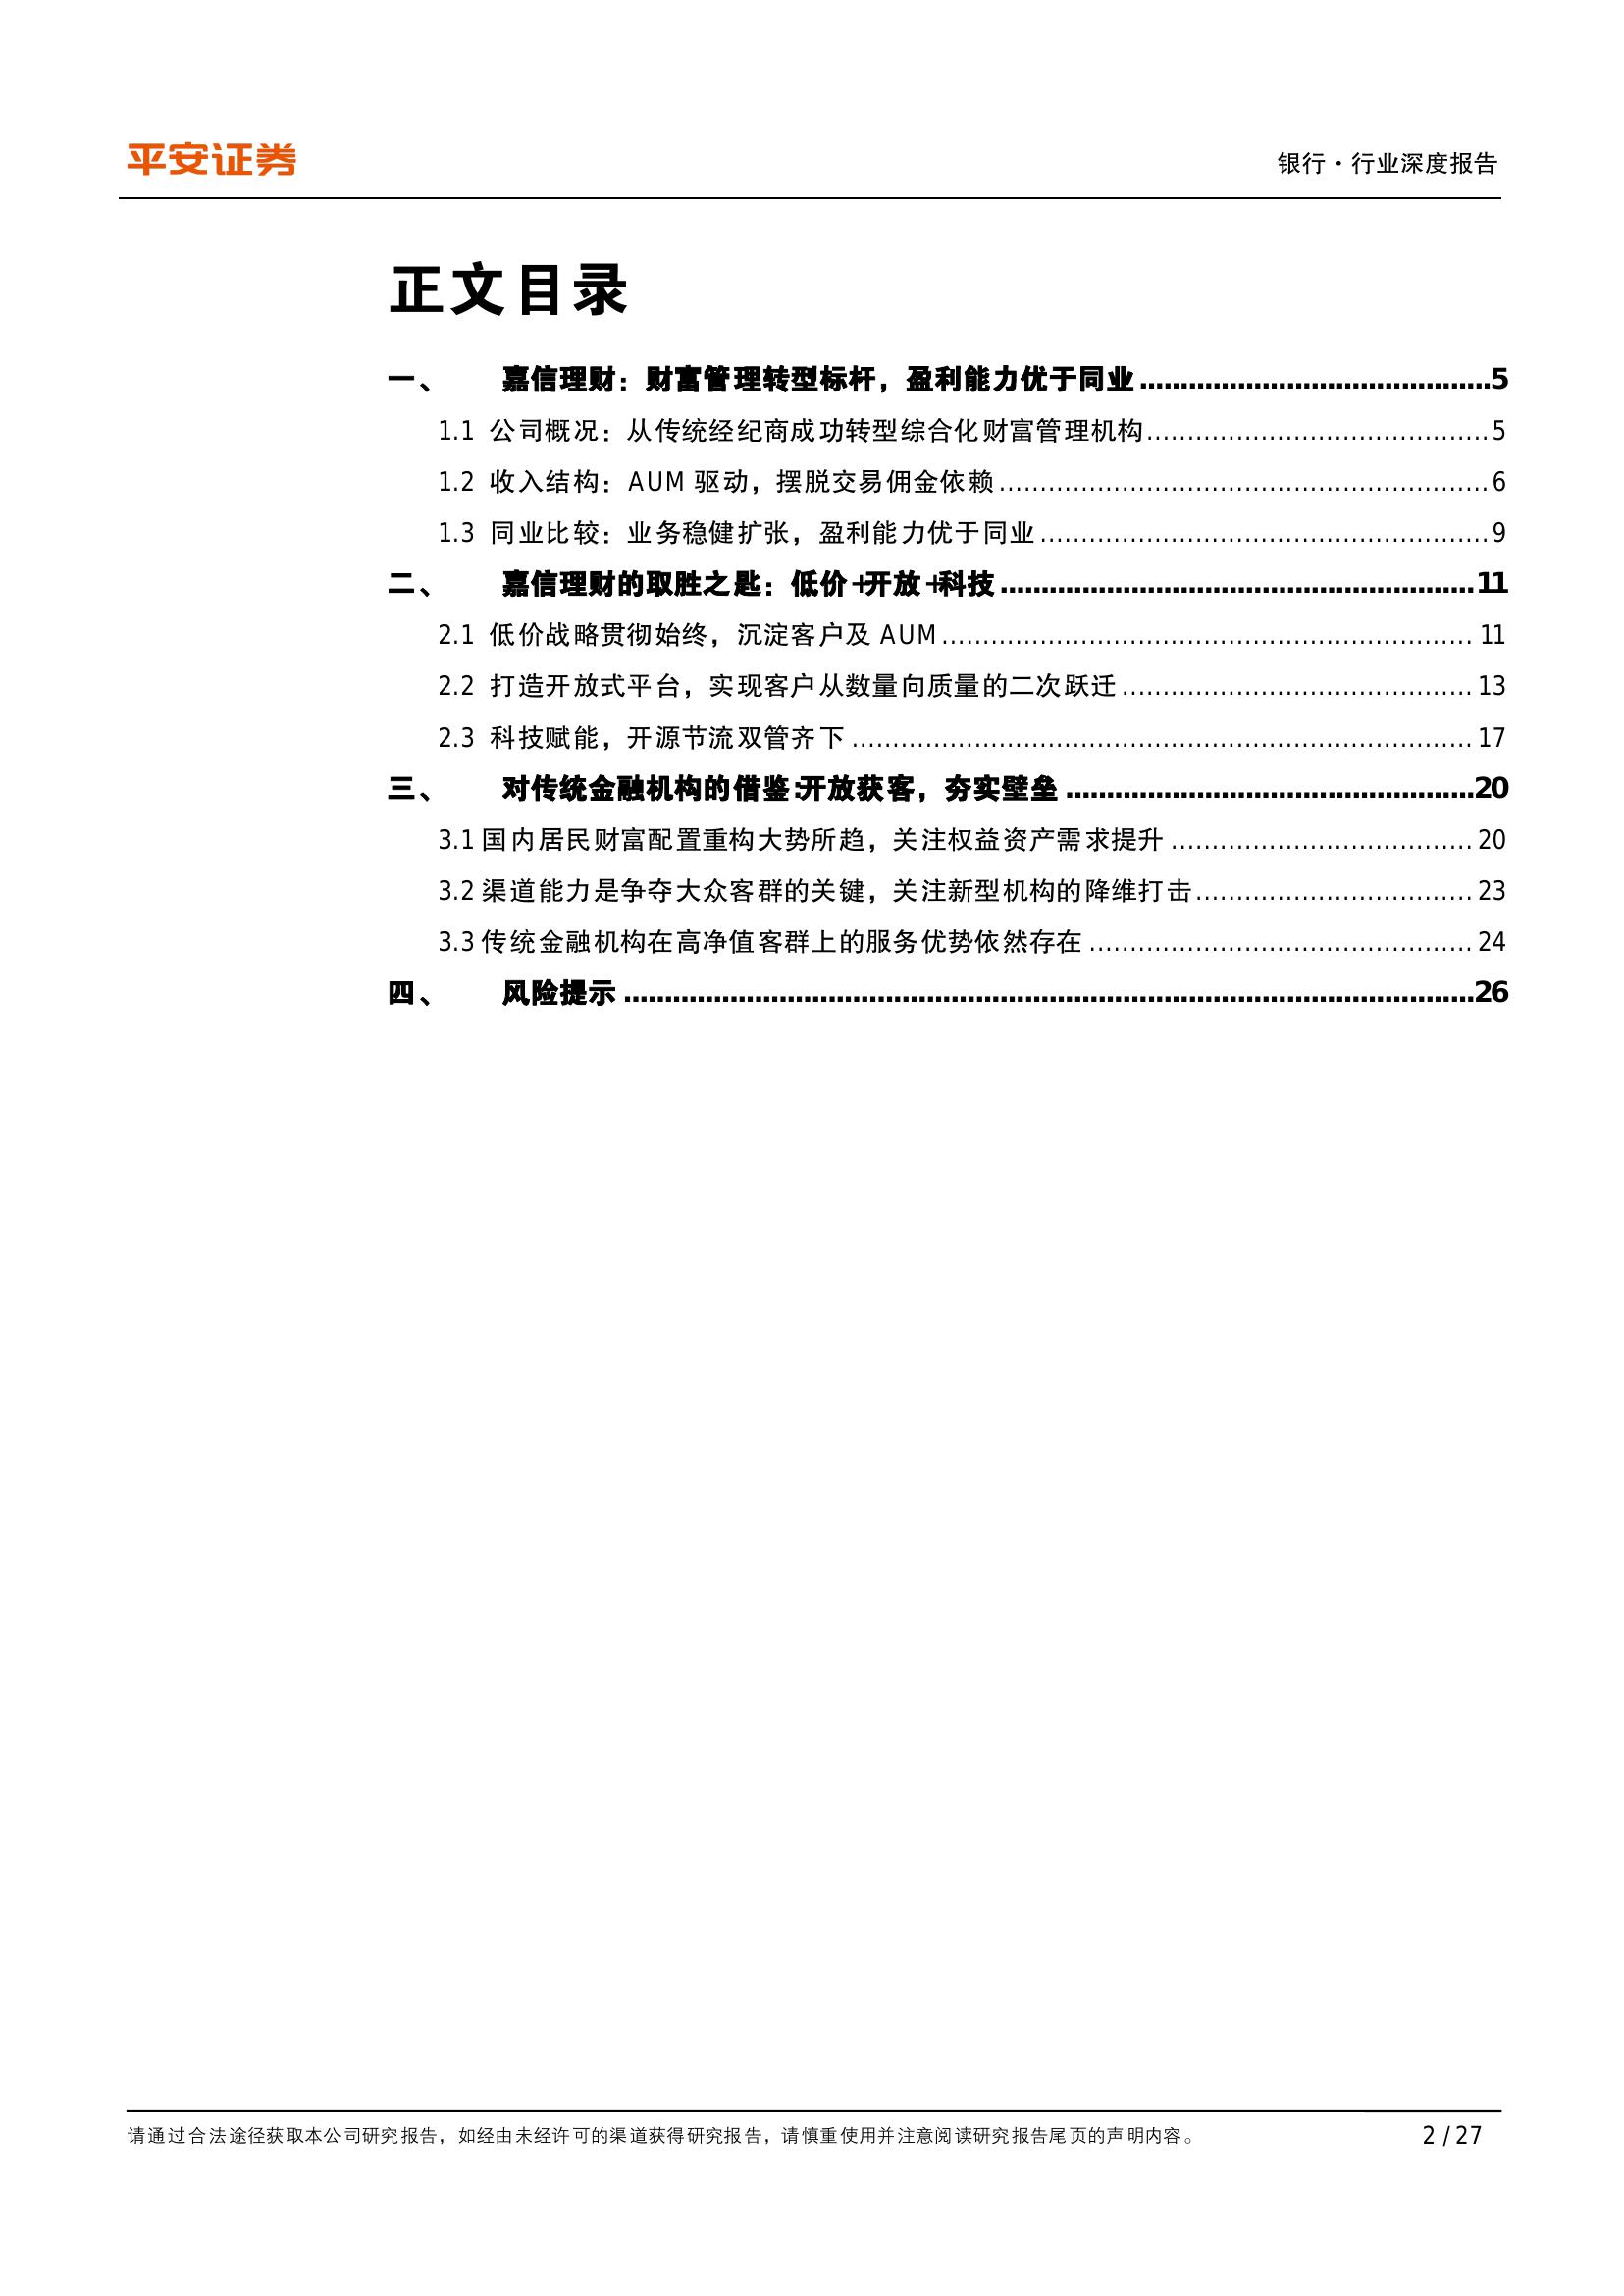 平安证券
银行·行业深度报告
正文目录
一、 嘉信理财：财富管理转型标杆，盈利能力优于同业...........................................5
1.1 公司概况：从传统经纪商成功转型综合化财富管理机构..........................................5
1.2 收入结构：AUM 驱动，摆脱交易佣金依赖............................................................6
1.3 同业比较：业务稳健扩张，盈利能力优于同业.......................................................9
二、 嘉信理财的取胜之匙：低价+开放+科技..........................................................11
2.1 低价战略贯彻始终，沉淀客户及 AUM.................................................................11
2.2 打造开放式平台，实现客户从数量向质量的二次跃迁...........................................13
2.3 科技赋能，开源节流双管齐下............................................................................17
三、 对传统金融机构的借鉴:开放获客，夯实壁垒..................................................20
3.1 国内居民财富配置重构大势所趋，关注权益资产需求提升.....................................20
3.2 渠道能力是争夺大众客群的关键，关注新型机构的降维打击..................................23
3.3 传统金融机构在高净值客群上的服务优势依然存在...............................................24
四、 风险提示........................................................................................................26
请通过合法途径获取本公司研究报告，如经由未经许可的渠道获得研究报告，请慎重使用并注意阅读研究报告尾页的声明内容。
2 / 27